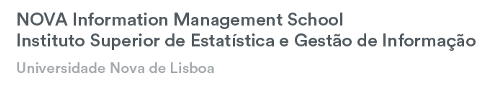 NOVA Information Management School
Instituto Superior de Estatística e Gestão de Informação
Universidade Nova de Lisboa